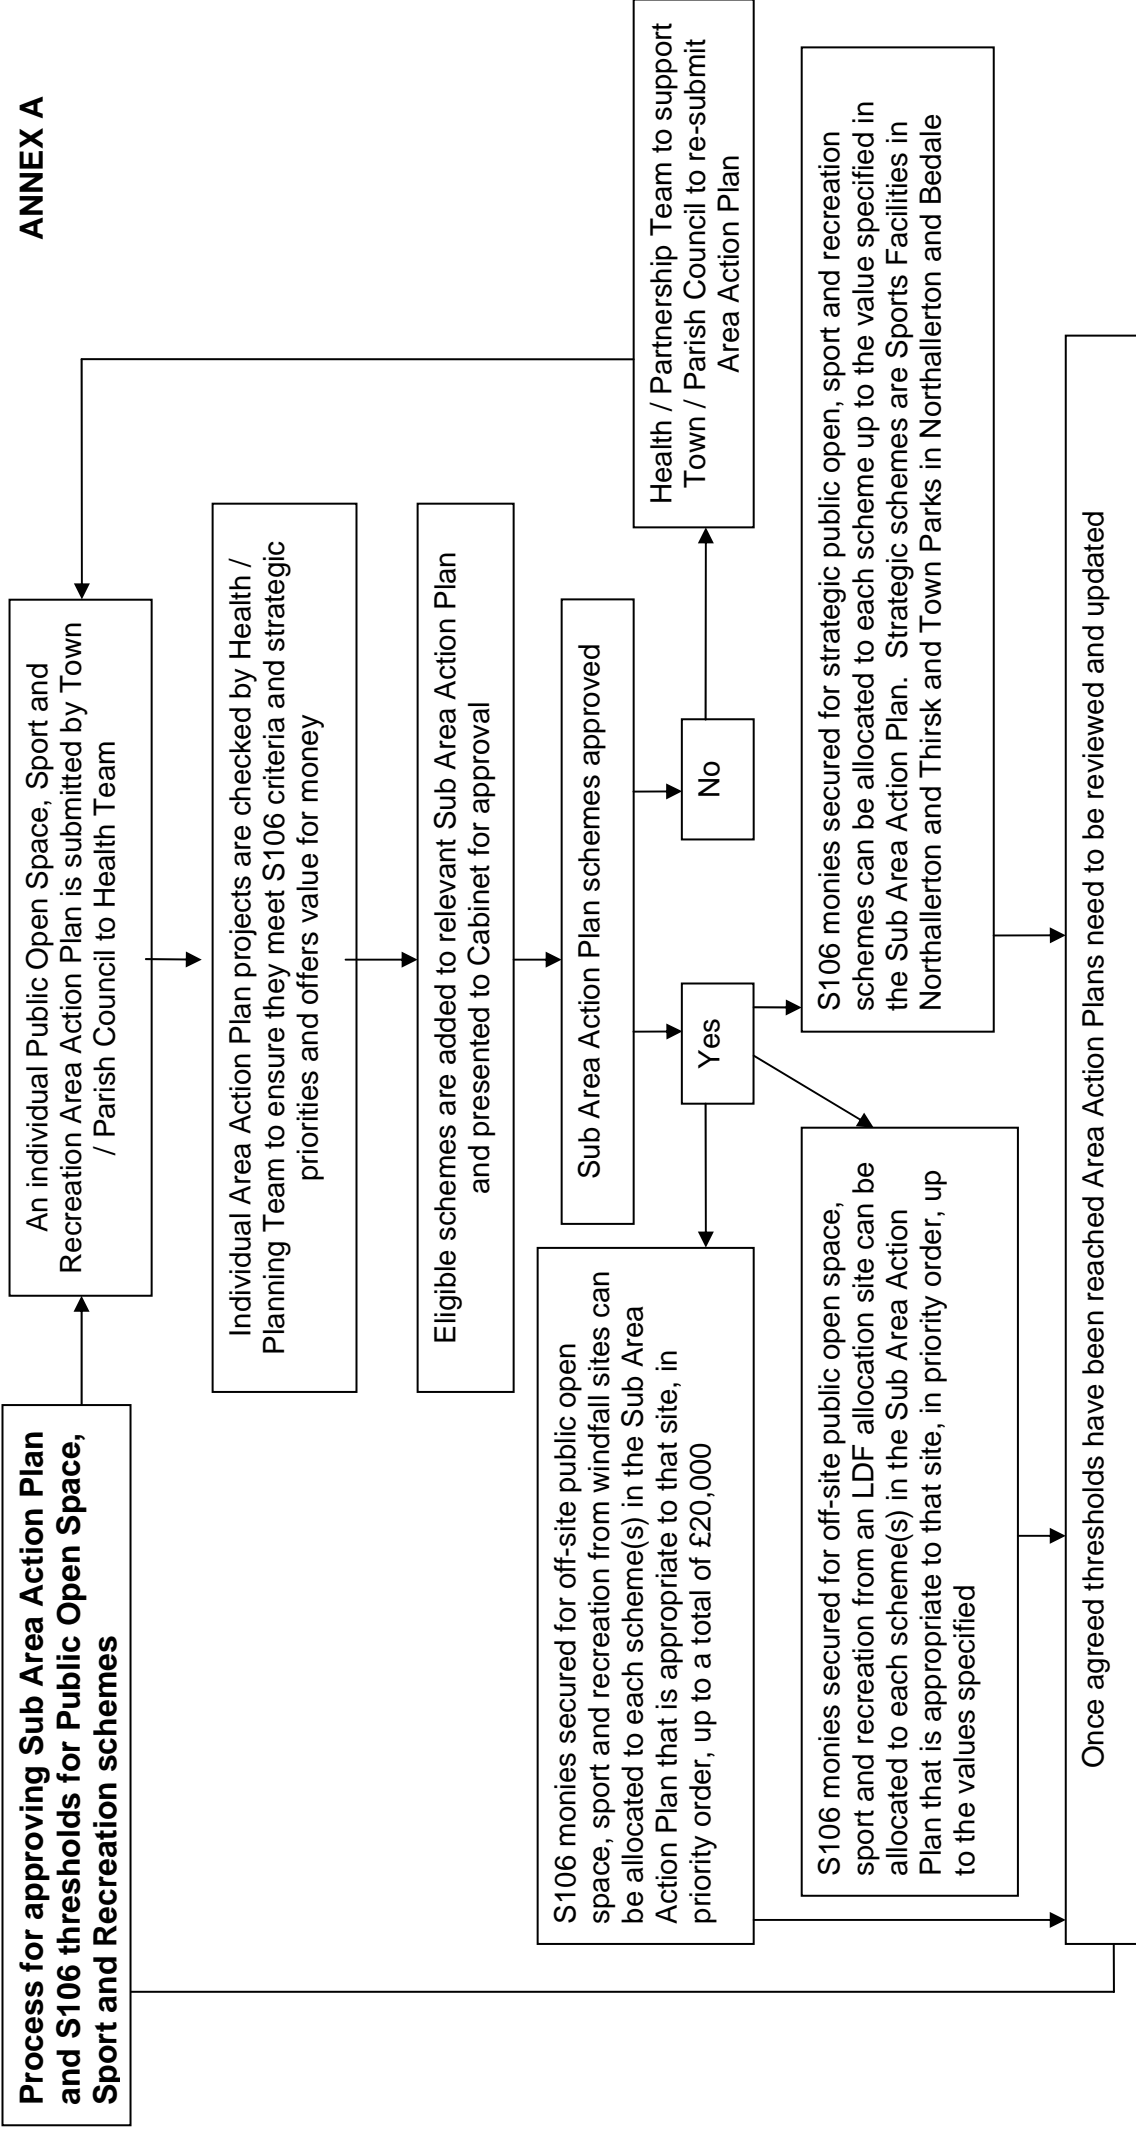 ANNEX A
Process for approving Sub Area Action Plan
and S106 thresholds for Public Open Space,
Sport and Recreation schemes
An individual Public Open Space, Sport and
Recreation Area Action Plan is submitted by Town
/ Parish Council to Health Team
Individual Area Action Plan projects are checked by Health /
Planning Team to ensure they meet S106 criteria and strategic
priorities and offers value for money
Eligible schemes are added to relevant Sub Area Action Plan
and presented to Cabinet for approval
Sub Area Action Plan schemes approved
Yes
No
Health / Partnership Team to support
Town / Parish Council to re-submit
Area Action Plan
S106 monies secured for off-site public open
space, sport and recreation from windfall sites can
be allocated to each scheme(s) in the Sub Area
Action Plan that is appropriate to that site, in
priority order, up to a total of £20,000
S106 monies secured for off-site public open space,
sport and recreation from an LDF allocation site can be
allocated to each scheme(s) in the Sub Area Action
Plan that is appropriate to that site, in priority order, up
to the values specified
S106 monies secured for strategic public open, sport and recreation
schemes can be allocated to each scheme up to the value specified in
the Sub Area Action Plan.  Strategic schemes are Sports Facilities in
Northallerton and Thirsk and Town Parks in Northallerton and Bedale
Once agreed thresholds have been reached Area Action Plans need to be reviewed and updated